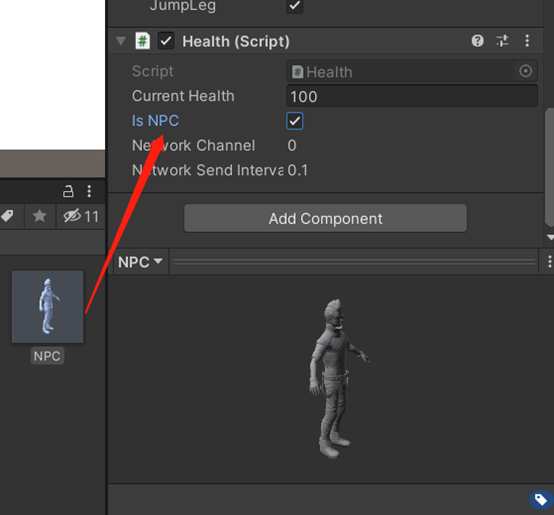 JumpLeg
Health (Script)
Script
Health
Current Health
100
Is NPC
Network Channel
0
Network Send Interva
0.1
Add Component
11
NPC
NPC